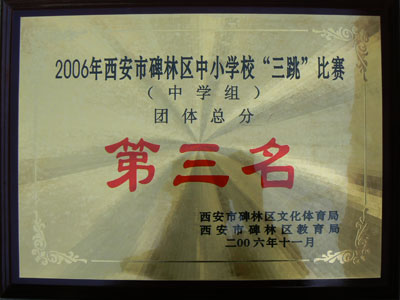 2006年西安市碑林区中小学校“三跳”比赛
（中学组）
团体总分
第三名
西安市碑林区文化体育局
西安市碑林区教育局
二00六年十一月